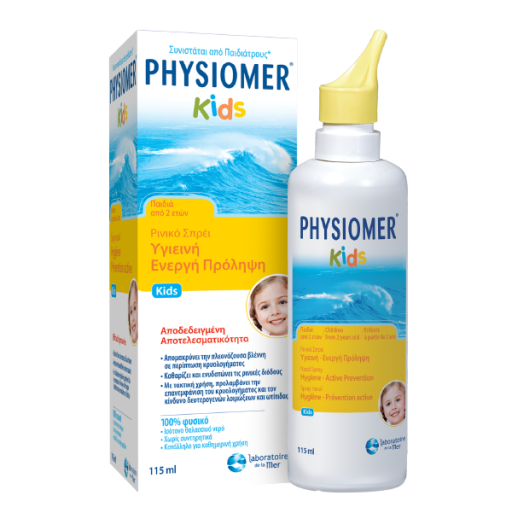 Συνιστάται από Παιδιάτρους*
PHYSIOMER®
Kids
Παιδιά
από 2 ετών
Ρινικό Σπρέι
Υγιεινή
Ενεργή Πρόληψη
Kids
Αποδεδειγμένη
Αποτελεσματικότητα
• Απομακρύνει την πλεονάζουσα βλέννη
σε περίπτωση κρυολογήματος
• Καθαρίζει και ενυδατώνει τις ρινικές διόδους
• Με τακτική χρήση, προλαμβάνει την
επανεμφάνιση του κρυολογήματος και τον
κίνδυνο δευτερογενών λοιμώξεων και ωτίτιδας
100% φυσικό
• Ισότονο θαλασσινό νερό
• Χωρίς συντηρητικά
• Κατάλληλο για καθημερινή χρήση
115 ml
laboratoire
de la mer
PHYSIOMER®
Kids
Παιδιά Children Enfants
από 2 ετών from 2 years old à partir de 2 ans
Ρινικό Σπρέι
Υγιεινή - Ενεργή Πρόληψη
Nasal Spray
Hygiene - Active Prevention
Spray nasal
Hygiène - Prévention active
Kids
115ml
laboratoire
de la mer